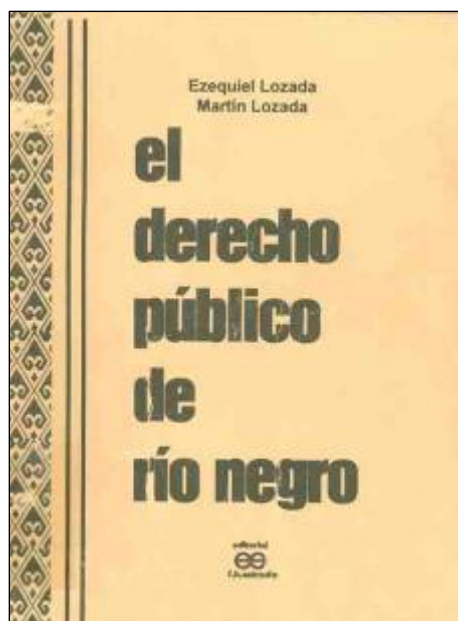 Ezequiel Lozada
Martín Lozada
el
derecho
público
de
río negro
editorial